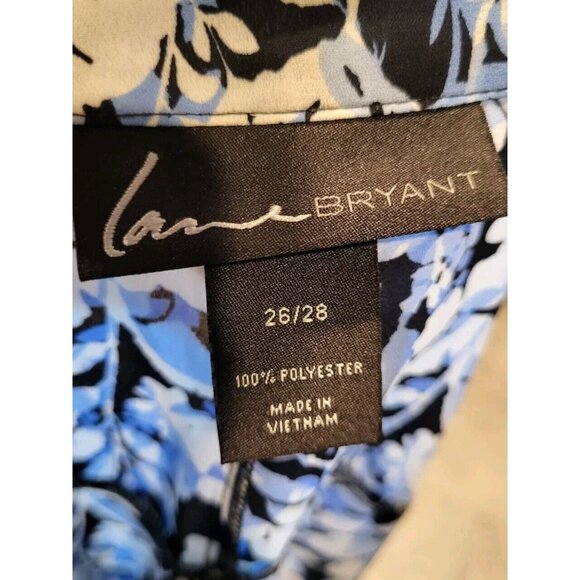 lane BRYANT
26/28
100% POLYESTER
MADE IN
VIETNAM